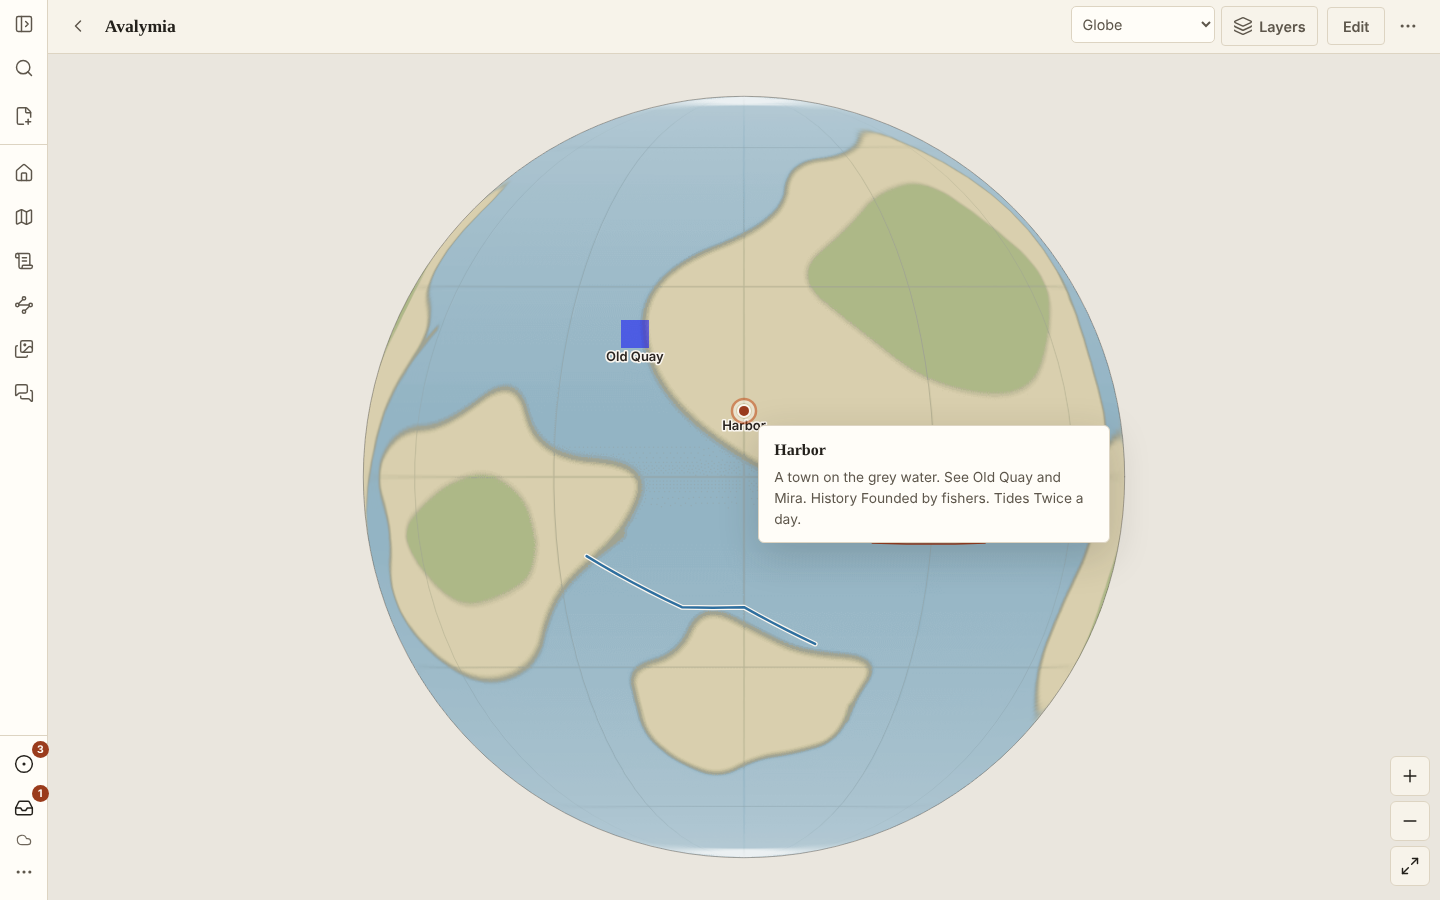 Avalymia
Globe
Layers
Edit
Old Quay
Harbor
Harbor
A town on the grey water. See Old Quay and
Mira. History Founded by fishers. Tides Twice a
day.
3
1